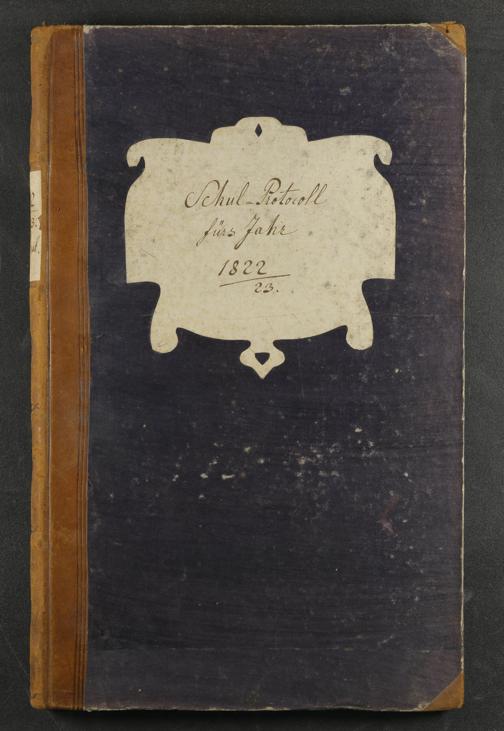 Schul-Protocoll
fürs Jahr
1822
23.